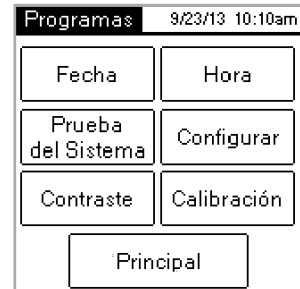 Programas 9/23/13 10:10am
Fecha Hora
Prueba
del Sistema Configurar
Contraste Calibración
Principal